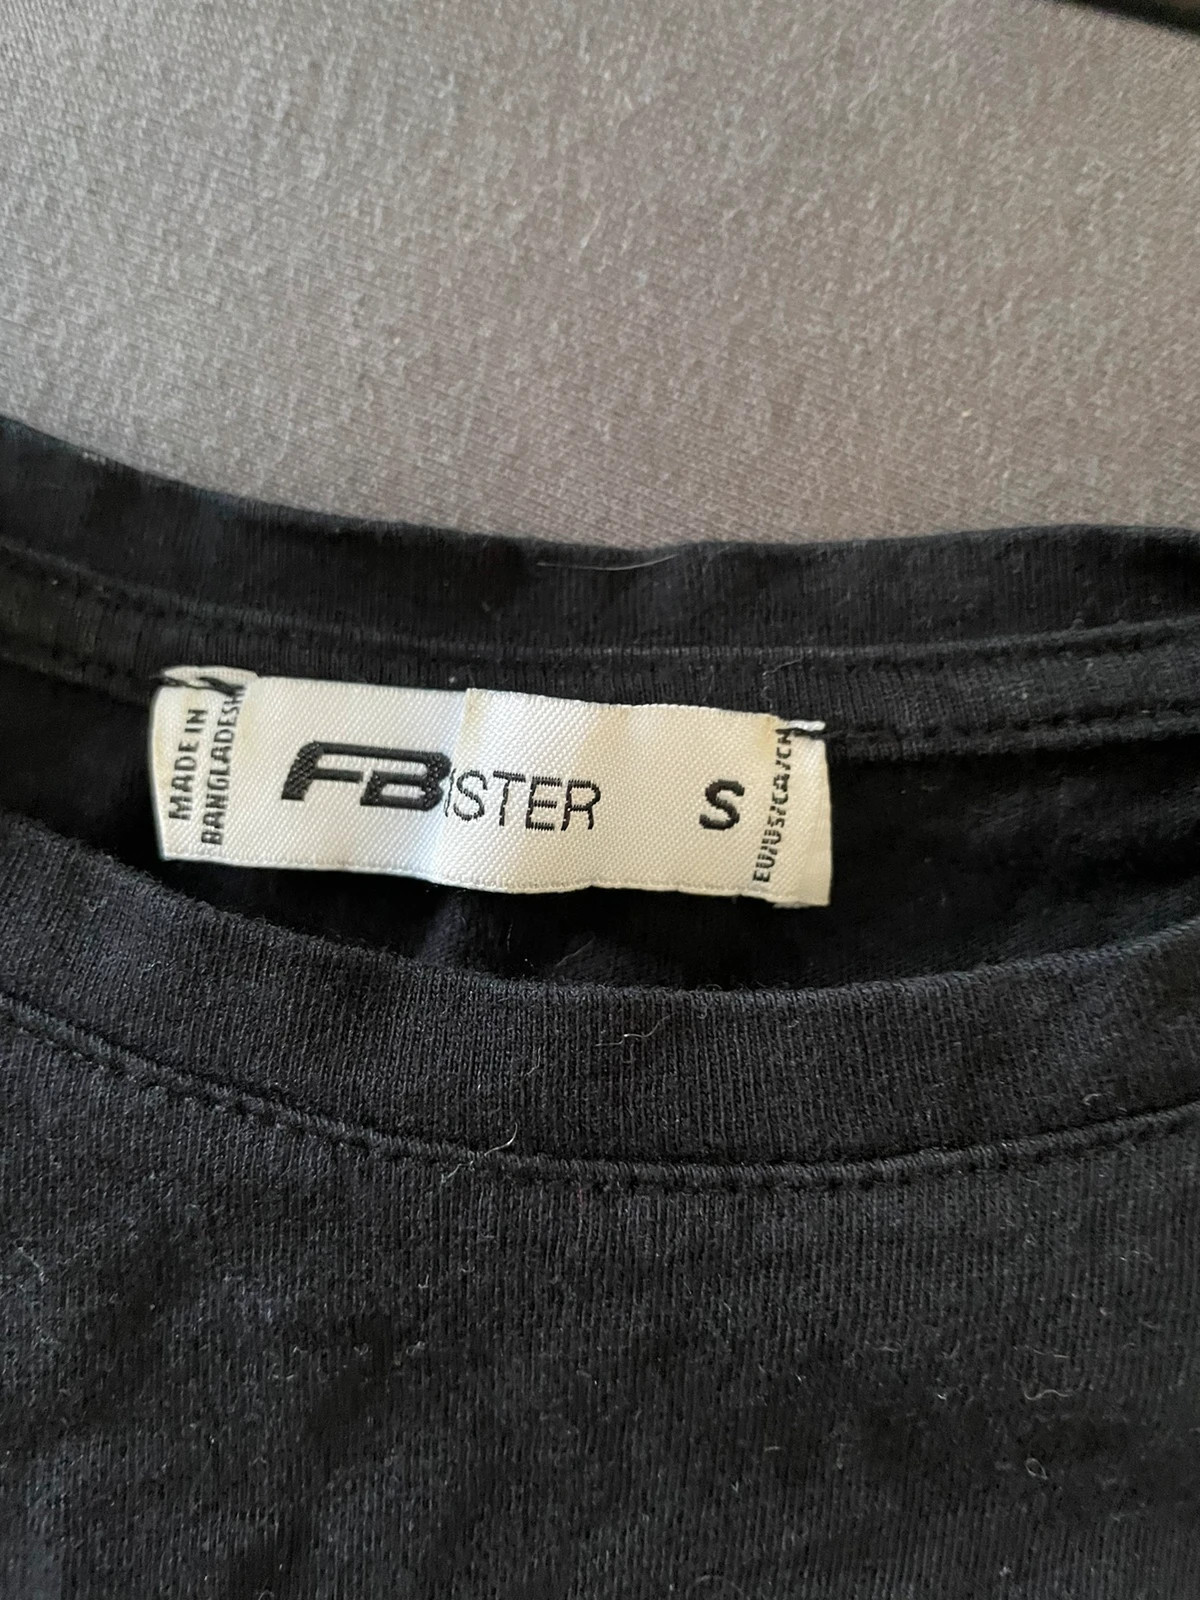 MADE IN
BANGLADESH
FBISTER
S
EU/US/CA/CN